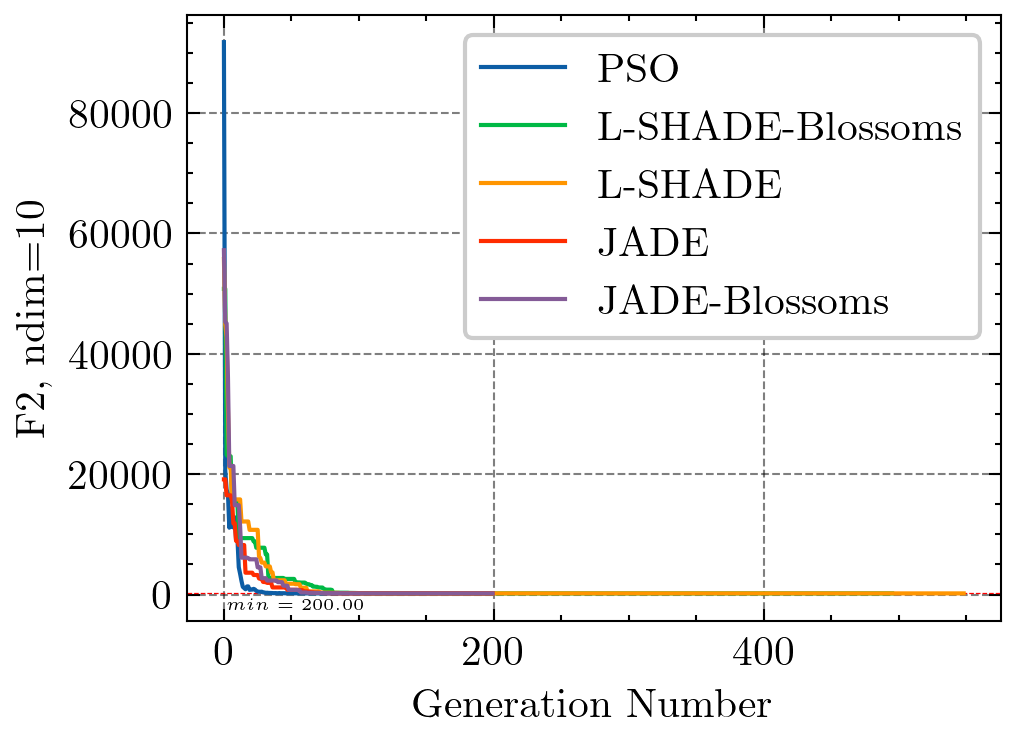 PSO
L-SHADE-Blossoms
L-SHADE
JADE
JADE-Blossoms
80000
60000
40000
20000
0
F2, ndim=10
min = 200.00
0 200 400
Generation Number